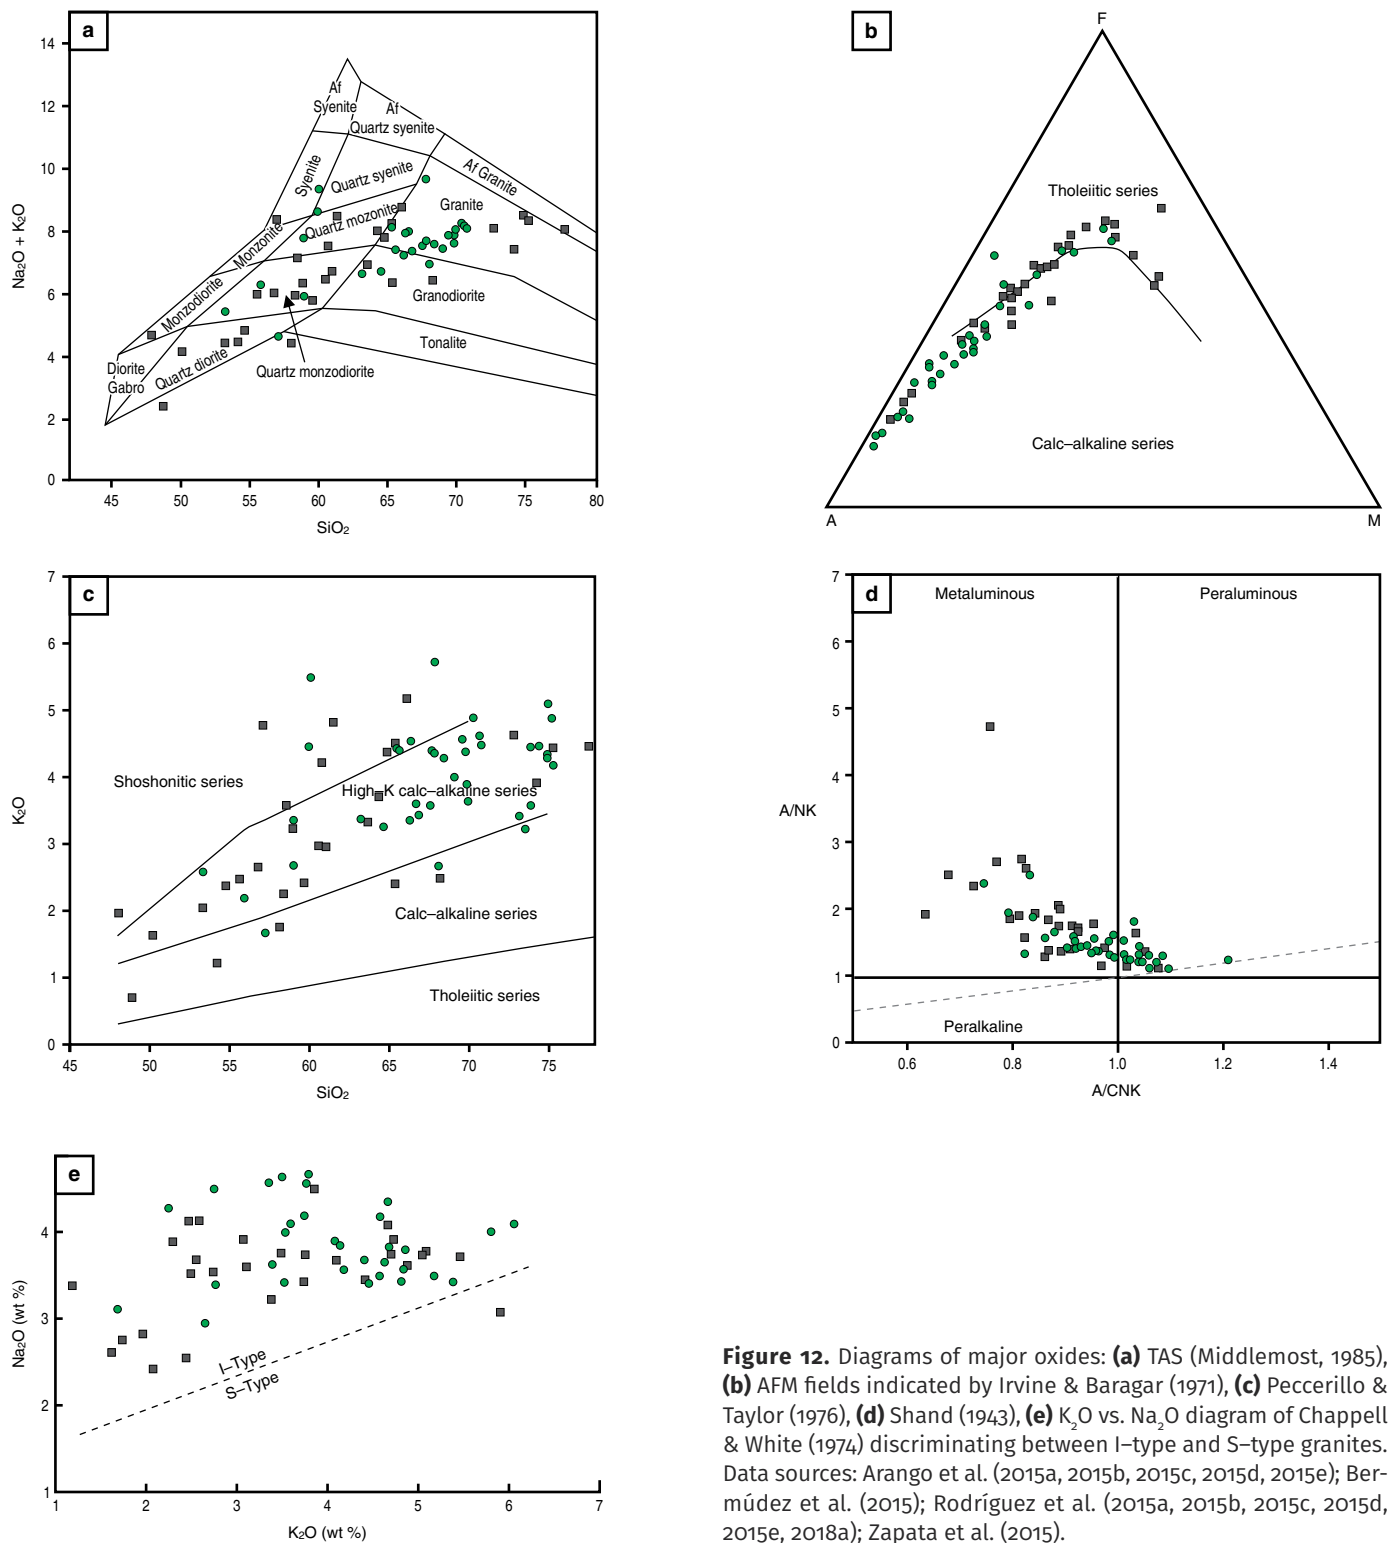 a
14
12
10
8
6
4
2
0
Na₂O + K₂O
45
50
55
60
65
70
75
80
SiO₂
Af
Syenite
Af
Quartz syenite
Syenite
Quartz syenite
Af Granite
Granite
Quartz mozonite
Monzonite
Monzodiorite
Granodiorite
Tonalite
Diorite
Gabro
Quartz diorite
Quartz monzodiorite
b
F
Tholeiitic series
Calc–alkaline series
A
M
c
7
6
5
4
3
2
1
0
K₂O
45
50
55
60
65
70
75
SiO₂
Shoshonitic series
High–K calc–alkaline series
Calc–alkaline series
Tholeiitic series
d
7
6
5
4
3
2
1
0
A/NK
Metaluminous
Peraluminous
Peralkaline
0.6
0.8
1.0
1.2
1.4
A/CNK
e
4
3
2
1
Na₂O (wt %)
I–Type
S–Type
1
2
3
4
5
6
7
K₂O (wt %)
Figure 12. Diagrams of major oxides: (a) TAS (Middlemost, 1985),
(b) AFM fields indicated by Irvine & Baragar (1971), (c) Peccerillo &
Taylor (1976), (d) Shand (1943), (e) K₂O vs. Na₂O diagram of Chappell
& White (1974) discriminating between I–type and S–type granites.
Data sources: Arango et al. (2015a, 2015b, 2015c, 2015d, 2015e); Ber-
múdez et al. (2015); Rodríguez et al. (2015a, 2015b, 2015c, 2015d,
2015e, 2018a); Zapata et al. (2015).